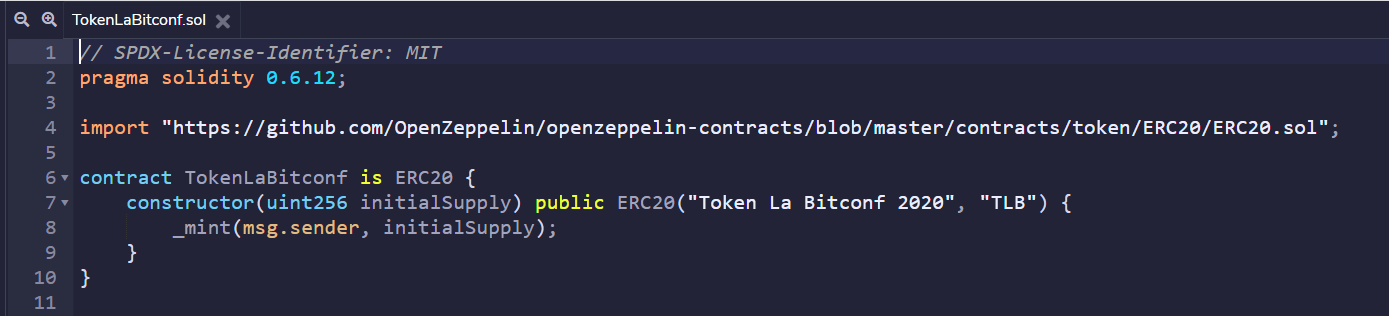 TokenLaBitconf.sol
1 // SPDX-License-Identifier: MIT
2 pragma solidity 0.6.12;
3
4 import "https://github.com/OpenZeppelin/openzeppelin-contracts/blob/master/contracts/token/ERC20/ERC20.sol";
5
6 contract TokenLaBitconf is ERC20 {
7     constructor(uint256 initialSupply) public ERC20("Token La Bitconf 2020", "TLB") {
8         _mint(msg.sender, initialSupply);
9     }
10 }
11